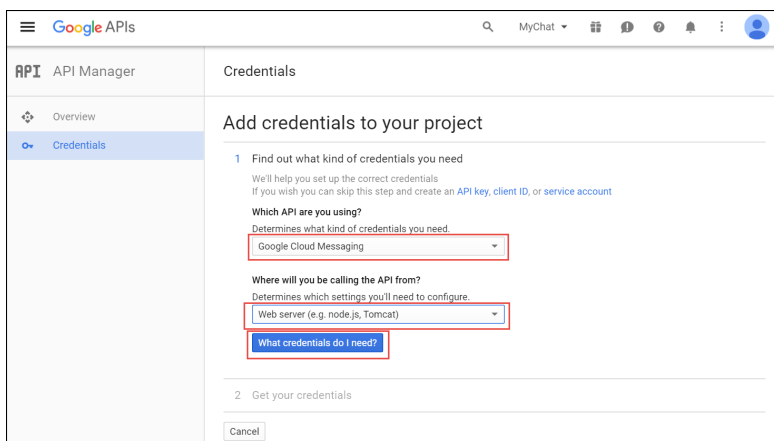 Google APIs
MyChat
API API Manager
Credentials
Overview
Credentials
Add credentials to your project
1 Find out what kind of credentials you need
We'll help you set up the correct credentials
If you wish you can skip this step and create an API key, client ID, or service account
Which API are you using?
Determines what kind of credentials you need.
Google Cloud Messaging
Where will you be calling the API from?
Determines which settings you'll need to configure.
Web server (e.g. node.js, Tomcat)
What credentials do I need?
2 Get your credentials
Cancel